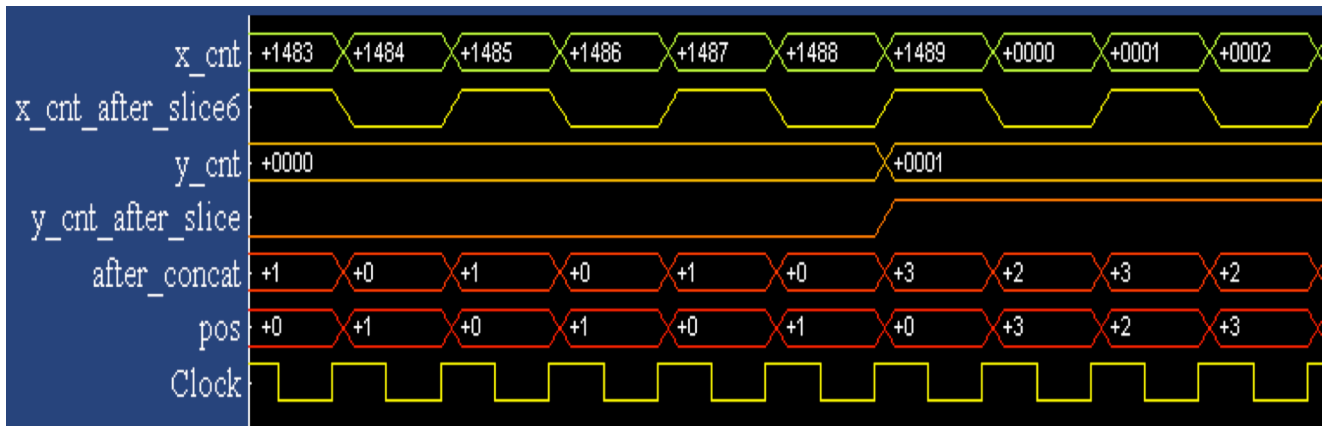 x_cnt +1483 +1484 +1485 +1486 +1487 +1488 +1489 +0000 +0001 +0002
x_cnt_after_slice6
y_cnt +0000 +0001
y_cnt_after_slice
after_concat +1 +0 +1 +0 +1 +0 +3 +2 +3 +2
pos +0 +1 +0 +1 +0 +1 +0 +3 +2 +3
Clock